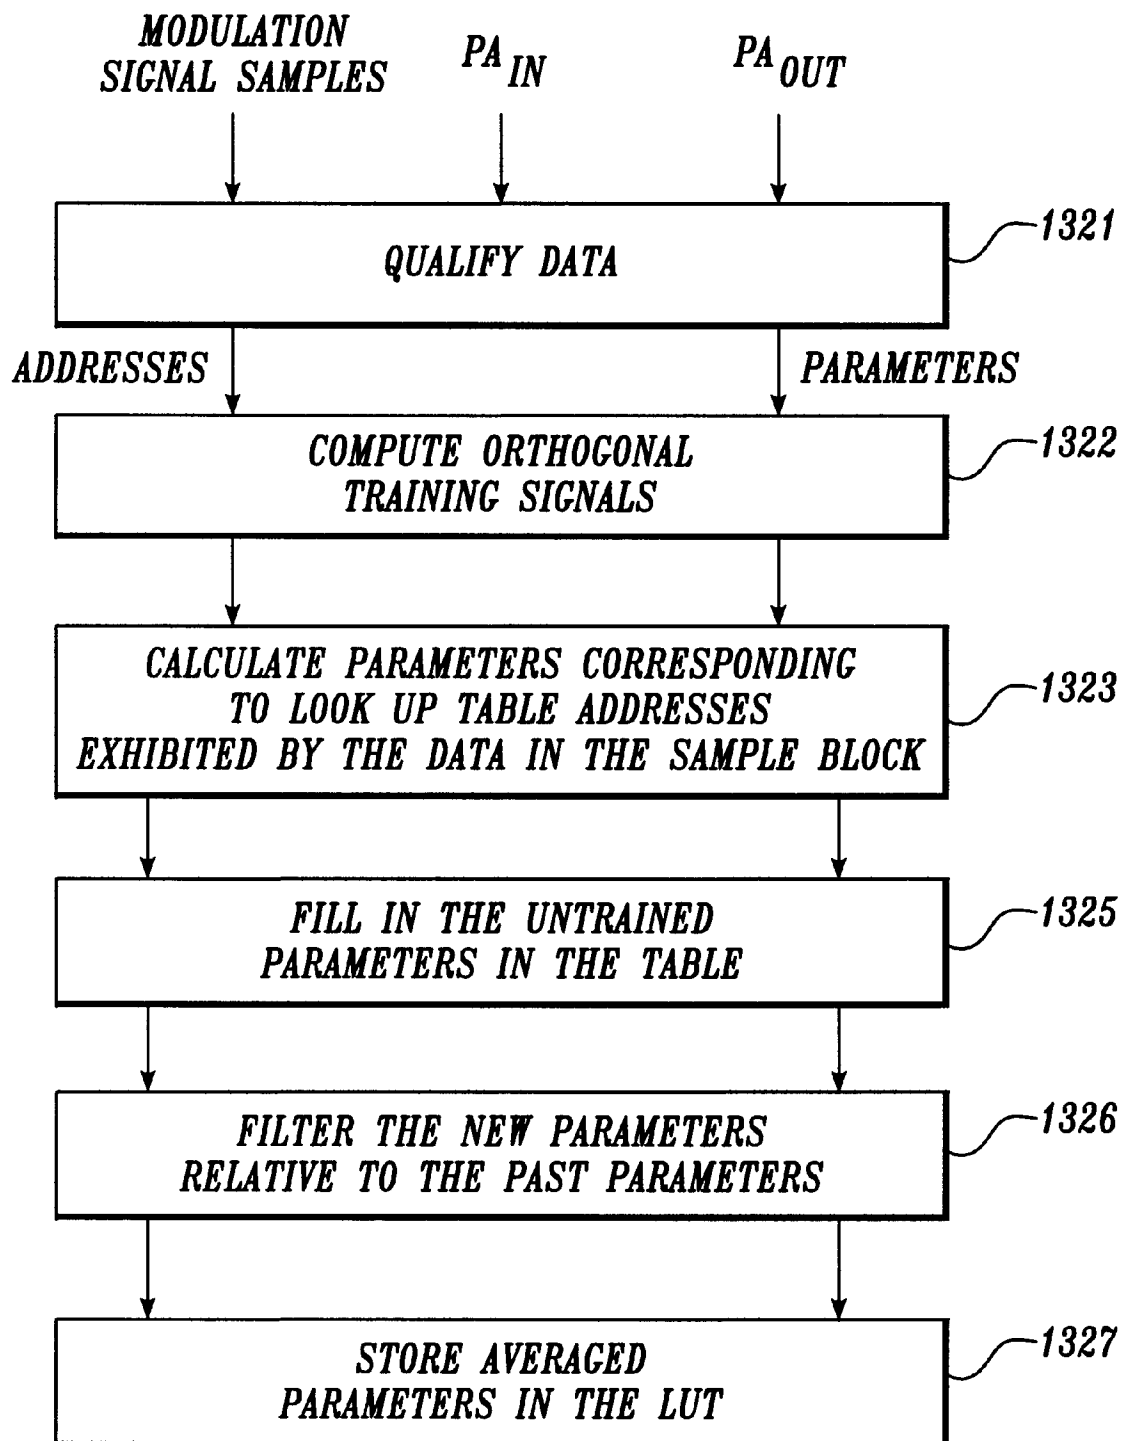 MODULATION
SIGNAL SAMPLES
PA IN
PA OUT
QUALIFY DATA
1321
ADDRESSES
PARAMETERS
COMPUTE ORTHOGONAL
TRAINING SIGNALS
1322
CALCULATE PARAMETERS CORRESPONDING
TO LOOK UP TABLE ADDRESSES
EXHIBITED BY THE DATA IN THE SAMPLE BLOCK
1323
FILL IN THE UNTRAINED
PARAMETERS IN THE TABLE
1325
FILTER THE NEW PARAMETERS
RELATIVE TO THE PAST PARAMETERS
1326
STORE AVERAGED
PARAMETERS IN THE LUT
1327